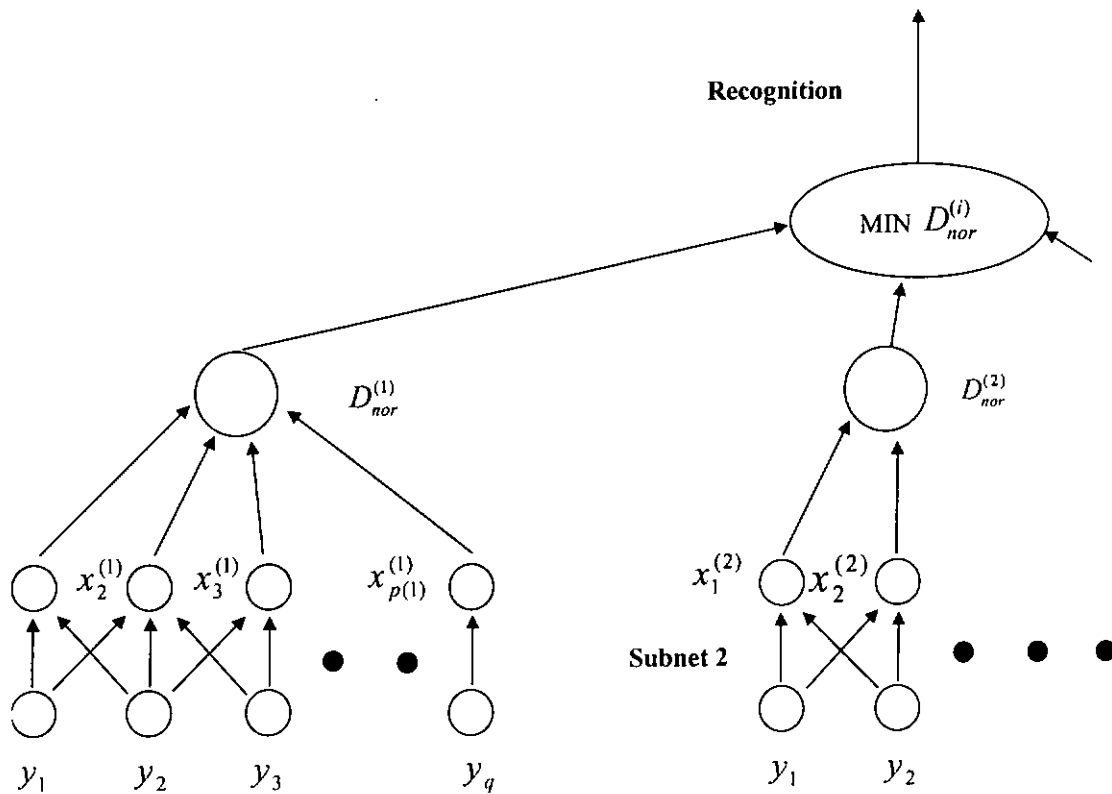 Recognition
MIN $D_{nor}^{(i)}$
$D_{nor}^{(1)}$ $D_{nor}^{(2)}$
$x_2^{(1)}$ $x_3^{(1)}$ $x_{p(1)}^{(1)}$ $x_1^{(2)}$ $x_2^{(2)}$
Subnet 2
$y_1$ $y_2$ $y_3$ $y_q$ $y_1$ $y_2$